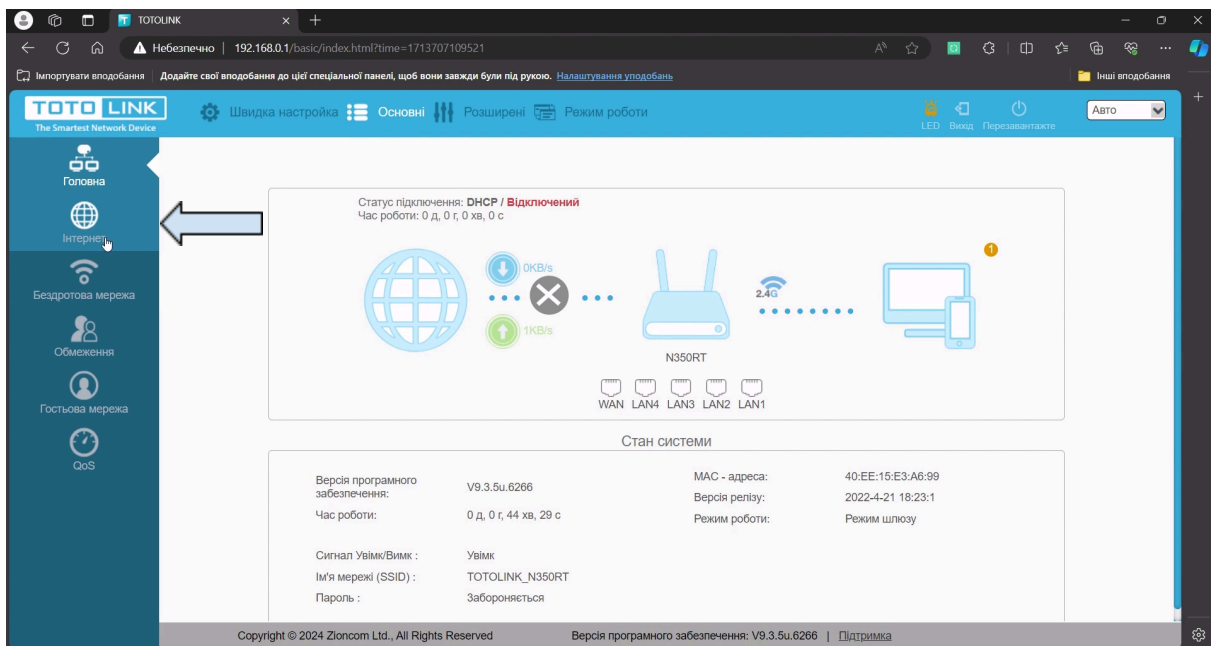 TOTOLINK
Небезпечно | 192.168.0.1/basic/index.html?time=1713707109521
Імпортувати вподобання | Додайте свої вподобання до цієї спеціальної панелі, щоб вони завжди були під рукою. Налаштування уподобань
Інші вподобання
TOTO LINK
The Smartest Network Device
Швидка настройка Основні Розширені Режим роботи
LED Вихід Перезавантажте
Авто
Головна
Інтернет
Бездротова мережа
Обмеження
Гостьова мережа
QoS
Статус підключення: DHCP / Відключений
Час роботи: 0 д, 0 г, 0 хв, 0 с
0KB/s
1KB/s
2.4G
1
N350RT
WAN LAN4 LAN3 LAN2 LAN1
Стан системи
Версія програмного забезпечення: V9.3.5u.6266
Час роботи: 0 д, 0 г, 44 хв, 29 с
Сигнал Увімк/Вимк : Увімк
Ім'я мережі (SSID) : TOTOLINK_N350RT
Пароль : Забороняється
MAC - адреса: 40:EE:15:E3:A6:99
Версія релізу: 2022-4-21 18:23:1
Режим роботи: Режим шлюзу
Copyright © 2024 Zioncom Ltd., All Rights Reserved Версія програмного забезпечення: V9.3.5u.6266 | Підтримка